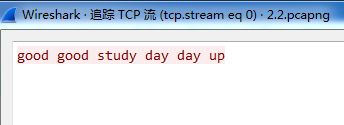 Wireshark · 追踪 TCP 流 (tcp.stream eq 0) · 2.2.pcapng
good good study day day up